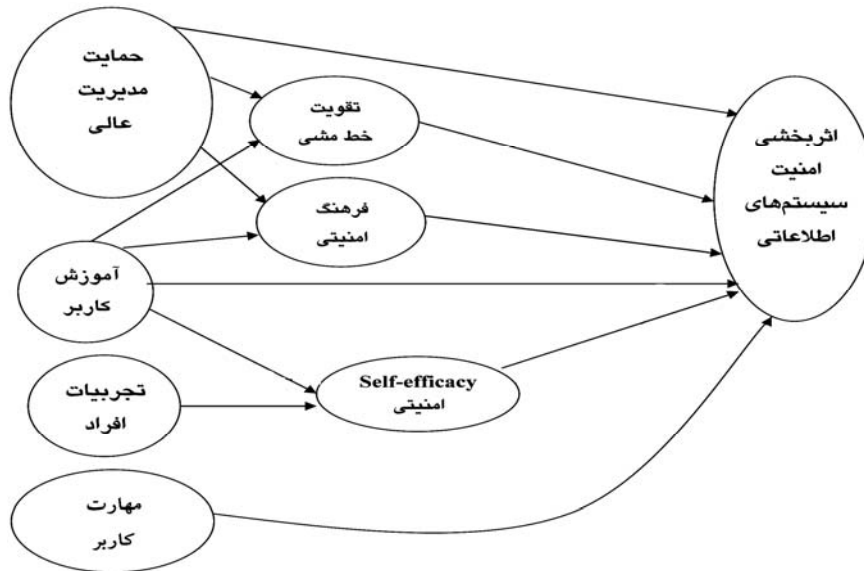 حمایت
مدیریت
عالی
تقویت
خط مشی
فرهنگ
امنیتی
اثربخشی
امنیت
سیستم‌های
اطلاعاتی
آموزش
کاربر
Self-efficacy
امنیتی
تجربیات
افراد
مهارت
کاربر